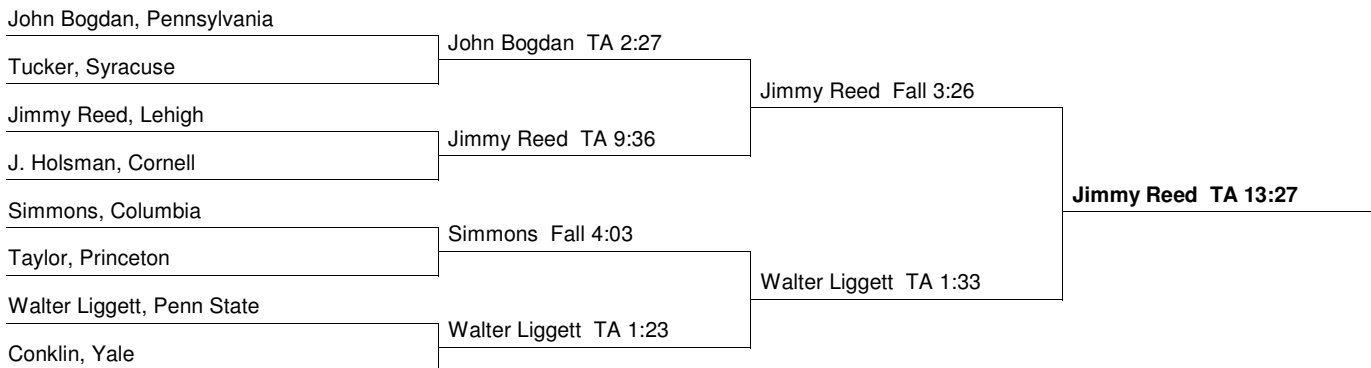 John Bogdan, Pennsylvania
Tucker, Syracuse
Jimmy Reed, Lehigh
J. Holsman, Cornell
Simmons, Columbia
Taylor, Princeton
Walter Liggett, Penn State
Conklin, Yale
John Bogdan TA 2:27
Jimmy Reed TA 9:36
Simmons Fall 4:03
Walter Liggett TA 1:23
Jimmy Reed Fall 3:26
Walter Liggett TA 1:33
Jimmy Reed TA 13:27